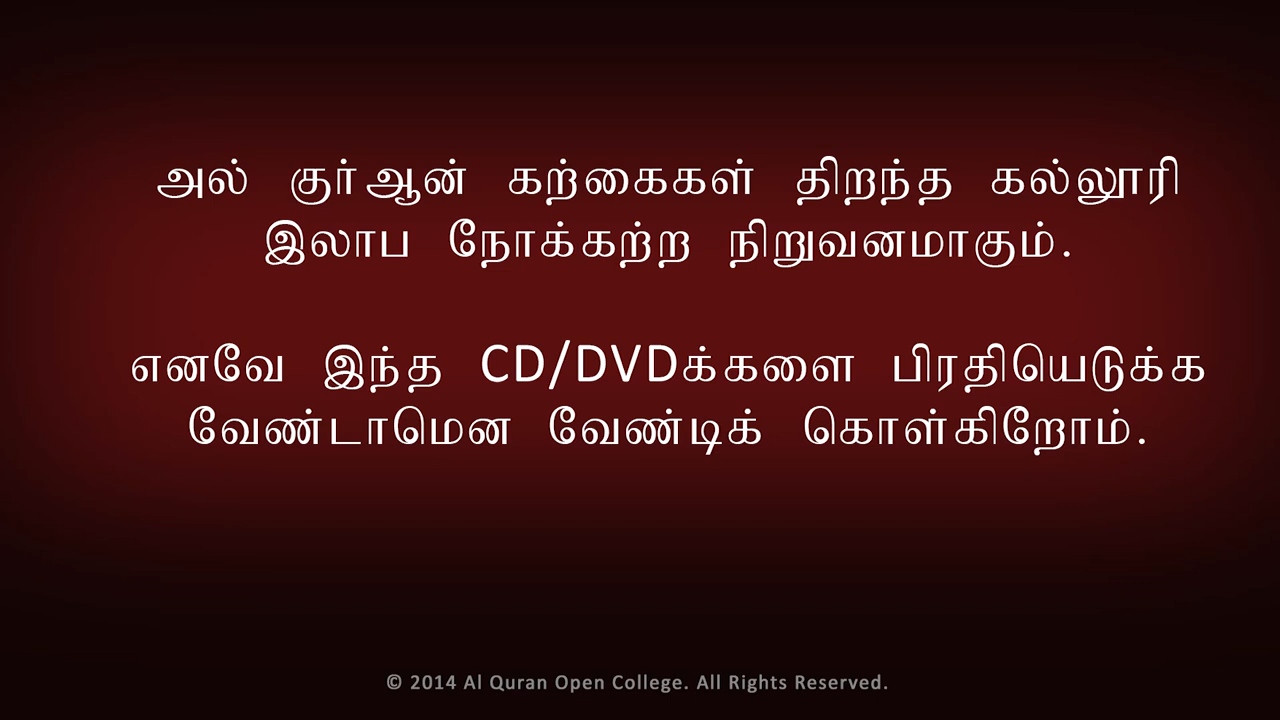 அல் குர்ஆன் கற்கைகள் திறந்த கல்லூரி
இலாப நோக்கற்ற நிறுவனமாகும்.
எனவே இந்த CD/DVDக்களை பிரதியெடுக்க
வேண்டாமென வேண்டிக் கொள்கிறோம்.
© 2014 Al Quran Open College. All Rights Reserved.